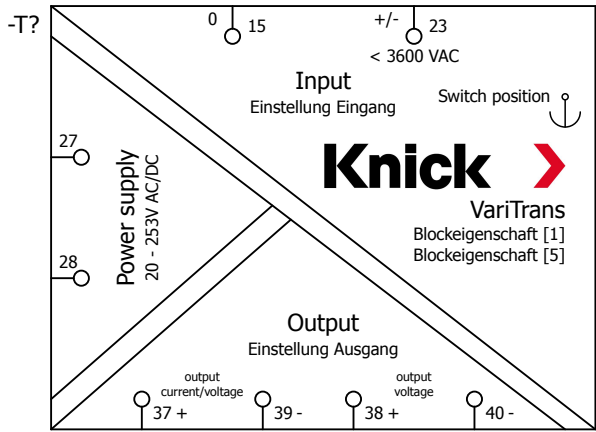 -T?
0 15
+/- 23
< 3600 VAC
Input
Einstellung Eingang
Switch position
27
28
Power supply
20 - 253V AC/DC
Knick
VariTrans
Blockeigenschaft [1]
Blockeigenschaft [5]
Output
Einstellung Ausgang
output
current/voltage
output
voltage
37 +
39 -
38 +
40 -